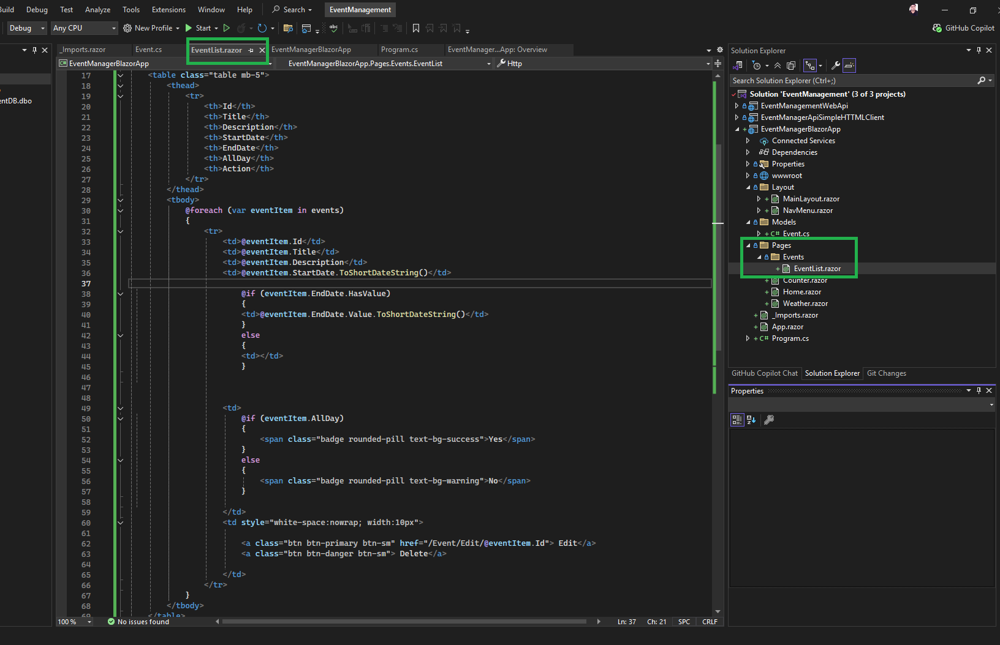 Build Debug Test Analyze Tools Extensions Window Help Search EventManagement
Debug Any CPU New Profile Start GitHub Copilot
_Imports.razor Event.cs EventList.razor EventManagerBlazorApp Program.cs EventManager...App: Overview
EventManagerBlazorApp EventManagerBlazorApp.Pages.Events.EventList Http
entDB.dbo
17 <table class="table mb-5">
18 <thead>
19 <tr>
20 <th>Id</th>
21 <th>Title</th>
22 <th>Description</th>
23 <th>StartDate</th>
24 <th>EndDate</th>
25 <th>AllDay</th>
26 <th>Action</th>
27 </tr>
28 </thead>
29 <tbody>
30 @foreach (var eventItem in events)
31 {
32 <tr>
33 <td>@eventItem.Id</td>
34 <td>@eventItem.Title</td>
35 <td>@eventItem.Description</td>
36 <td>@eventItem.StartDate.ToShortDateString()</td>
37
38 @if (eventItem.EndDate.HasValue)
39 {
40 <td>@eventItem.EndDate.Value.ToShortDateString()</td>
41 }
42 else
43 {
44 <td></td>
45 }
46
47
48
49 <td>
50 @if (eventItem.AllDay)
51 {
52 <span class="badge rounded-pill text-bg-success">Yes</span>
53 }
54 else
55 {
56 <span class="badge rounded-pill text-bg-warning">No</span>
57 }
58
59 </td>
60 <td style="white-space:nowrap; width:10px">
61
62 <a class="btn btn-primary btn-sm" href="/Event/Edit/@eventItem.Id"> Edit</a>
63 <a class="btn btn-danger btn-sm"> Delete</a>
64
65 </td>
66 </tr>
67 }
68 </tbody>
69 </table>
100 % No issues found Ln: 37 Ch: 21 SPC CRLF
Solution Explorer
Search Solution Explorer (Ctrl+;)
Solution 'EventManagement' (3 of 3 projects)
EventManagementWebApi
EventManagerApiSimpleHTTMLClient
EventManagerBlazorApp
Connected Services
Dependencies
Properties
wwwroot
Layout
MainLayout.razor
NavMenu.razor
Models
C# Event.cs
Pages
Events
EventList.razor
Counter.razor
Home.razor
Weather.razor
_Imports.razor
App.razor
C# Program.cs
GitHub Copilot Chat Solution Explorer Git Changes
Properties